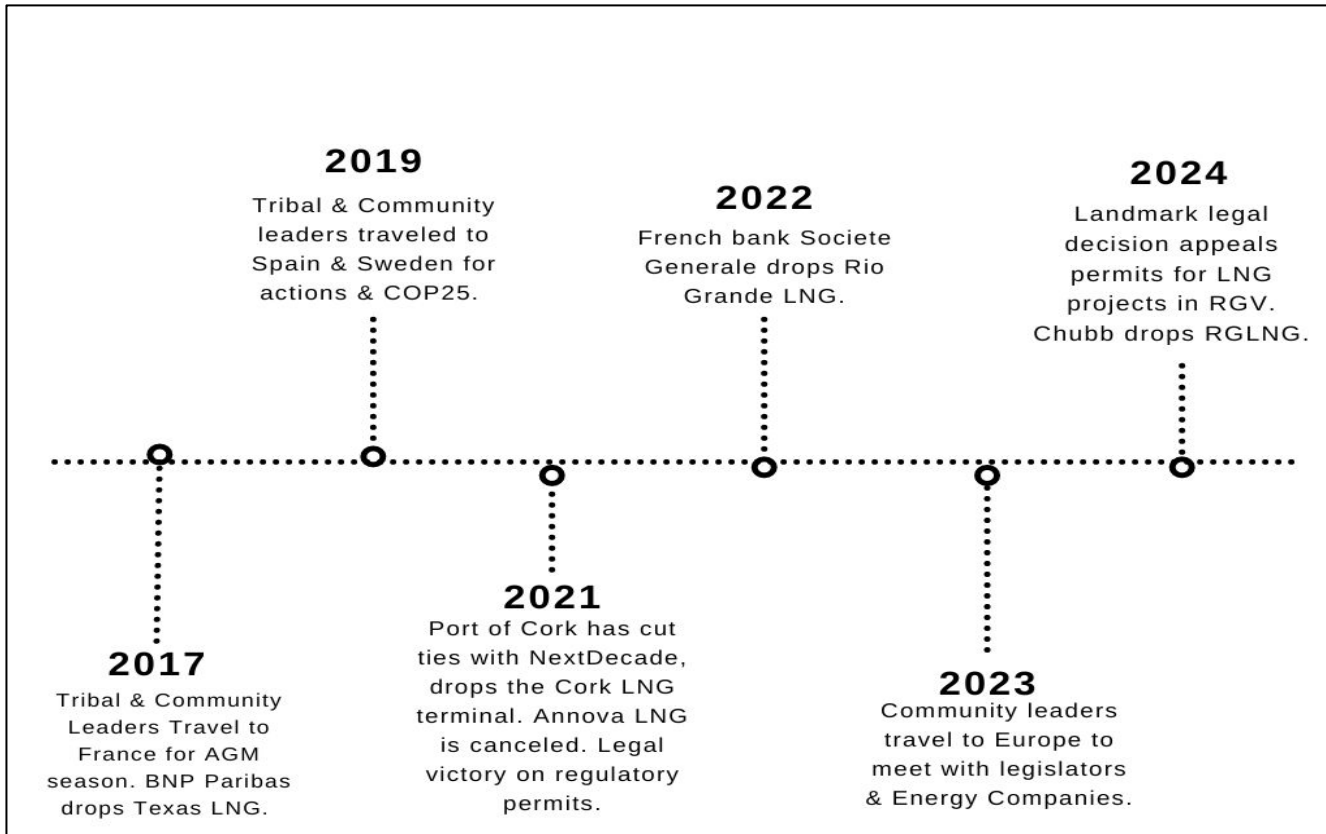 2019
Tribal & Community
leaders traveled to
Spain & Sweden for
actions & COP25.
2022
French bank Societe
Generale drops Rio
Grande LNG.
2024
Landmark legal
decision appeals
permits for LNG
projects in RGV.
Chubb drops RGLNG.
2017
Tribal & Community
Leaders Travel to
France for AGM
season. BNP Paribas
drops Texas LNG.
2021
Port of Cork has cut
ties with NextDecade,
drops the Cork LNG
terminal. Annova LNG
is canceled. Legal
victory on regulatory
permits.
2023
Community leaders
travel to Europe to
meet with legislators
& Energy Companies.